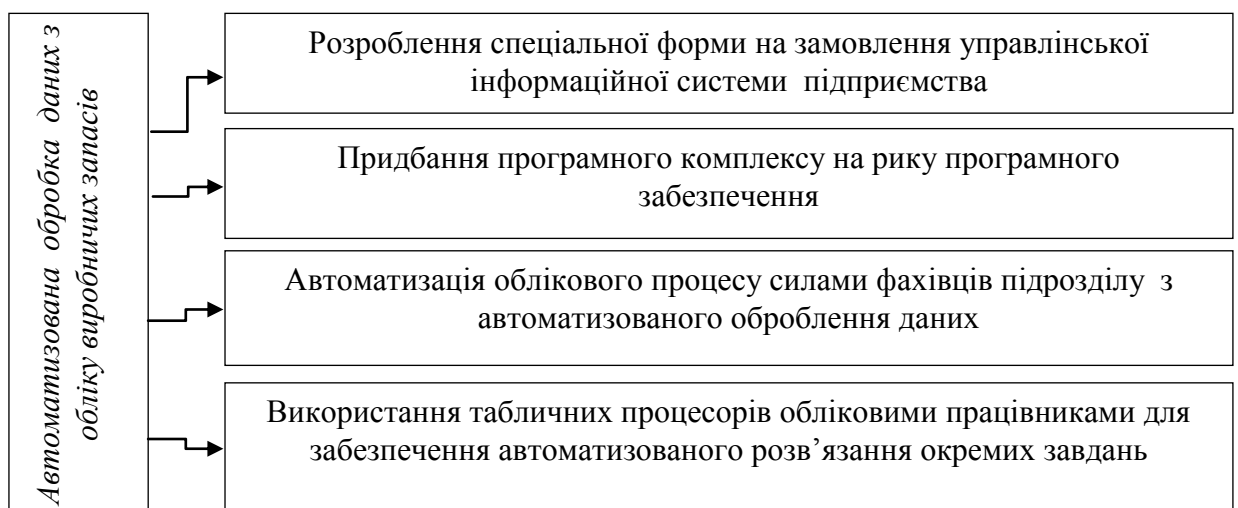 Автоматизована обробка даних з
обліку виробничих запасів
Розроблення спеціальної форми на замовлення управлінської
інформаційної системи підприємства
Придбання програмного комплексу на рику програмного
забезпечення
Автоматизація облікового процесу силами фахівців підрозділу з
автоматизованого оброблення даних
Використання табличних процесорів обліковими працівниками для
забезпечення автоматизованого розв’язання окремих завдань